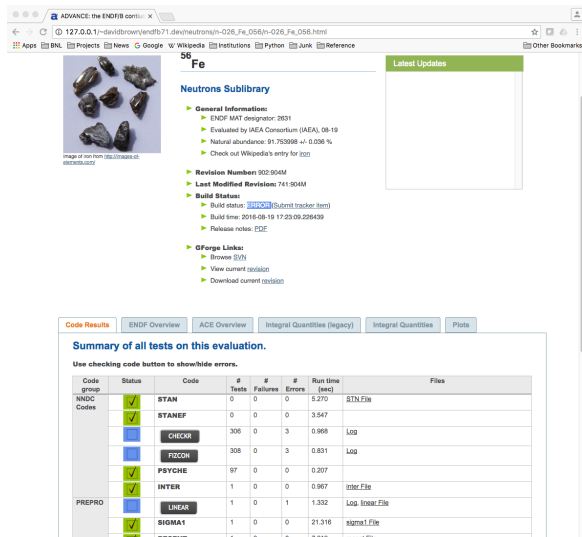 ADVANCE: the ENDF/B continu
127.0.0.1/~davidbrown/endfb71.dev/neutrons/n-026_Fe_056/n-026_Fe_056.html
Apps BNL Projects News Google Wikipedia Institutions Python Junk Reference Other Bookmarks
56
Fe
Latest Updates
Neutrons Sublibrary
General Information:
ENDF MAT designator: 2631
Evaluated by IAEA Consortium (IAEA), 08-19
Natural abundance: 91.753998 +/- 0.036 %
Check out Wikipedia's entry for iron
Image of iron from http://images-of-elements.com/
Revision Number: 902:904M
Last Modified Revision: 741:904M
Build Status:
Build status: ERROR! (Submit tracker item)
Build time: 2016-08-19 17:23:09.226439
Release notes: PDF
GForge Links:
Browse SVN
View current revision
Download current revision
Code Results ENDF Overview ACE Overview Integral Quantities (legacy) Integral Quantities Plots
Summary of all tests on this evaluation.
Use checking code button to show/hide errors.
Code group Status Code # Tests # Failures # Errors Run time (sec) Files
NNDC Codes STAN 0 0 0 5.270 STN File
STANEF 0 0 0 3.547
CHECKR 306 0 3 0.968 Log
FIZCON 308 0 3 0.831 Log
PSYCHE 97 0 0 0.207
INTER 1 0 0 0.967 inter File
PREPRO LINEAR 1 0 1 1.332 Log, linear File
SIGMA1 1 0 0 21.316 sigma1 File